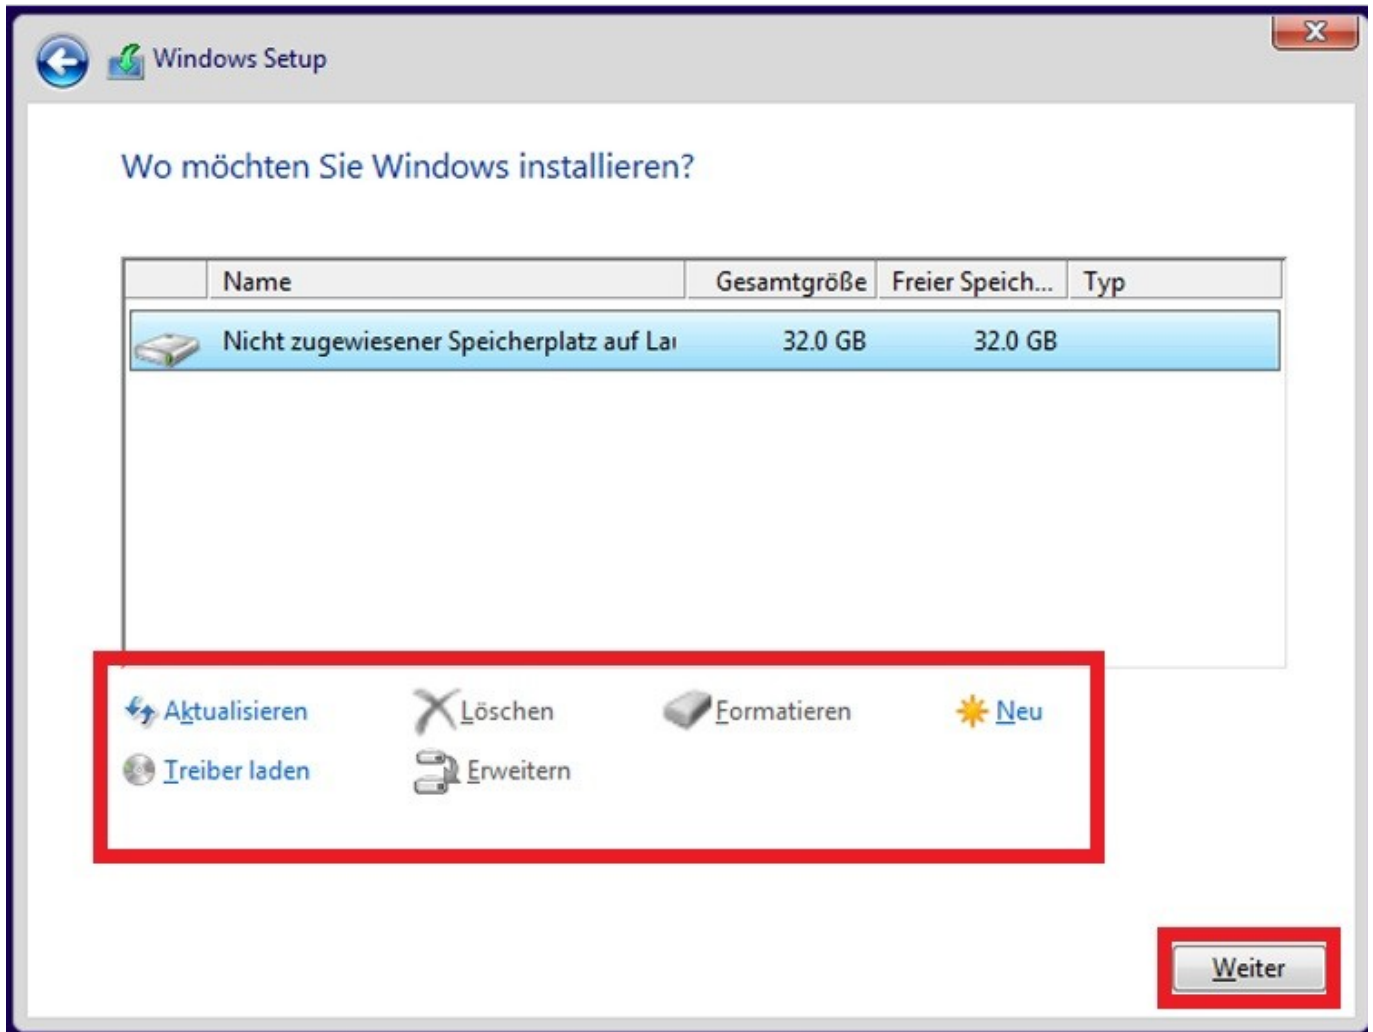 Windows Setup
Wo möchten Sie Windows installieren?
Name Gesamtgröße Freier Speich... Typ
Nicht zugewiesener Speicherplatz auf 32.0 GB 32.0 GB
Aktualisieren Löschen Formatieren Neu
Treiber laden Erweitern
Weiter